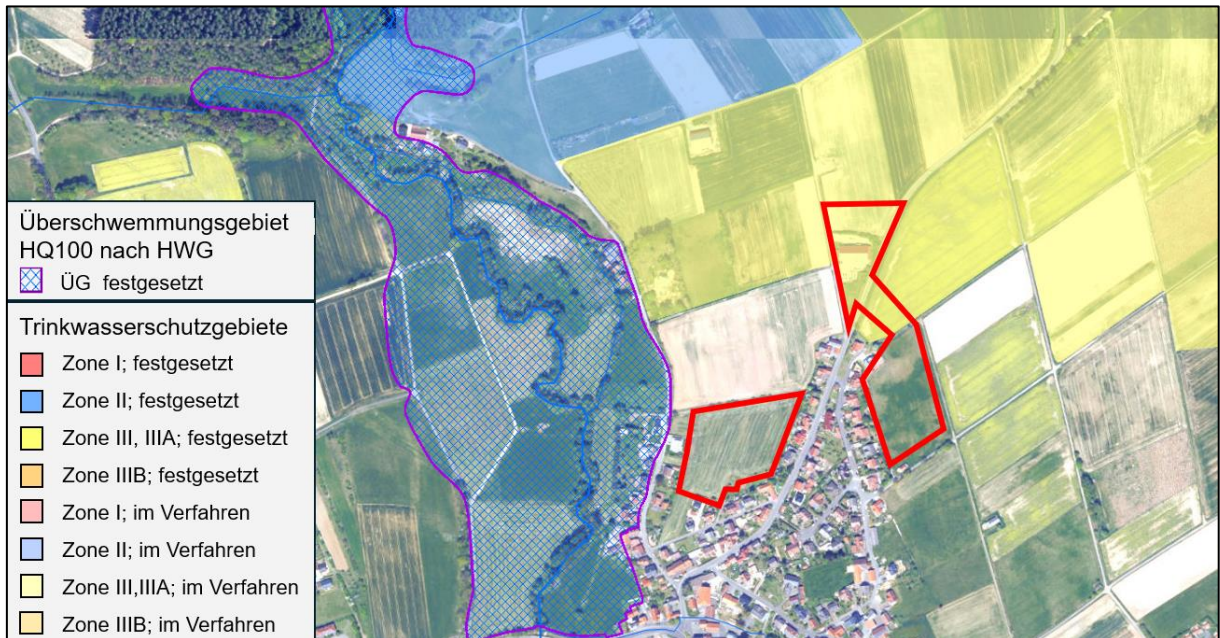 Überschwemmungsgebiet
HQ100 nach HWG
ÜG festgesetzt
Trinkwasserschutzgebiete
Zone I; festgesetzt
Zone II; festgesetzt
Zone III, IIIA; festgesetzt
Zone IIIB; festgesetzt
Zone I; im Verfahren
Zone II; im Verfahren
Zone III,IIIA; im Verfahren
Zone IIIB; im Verfahren